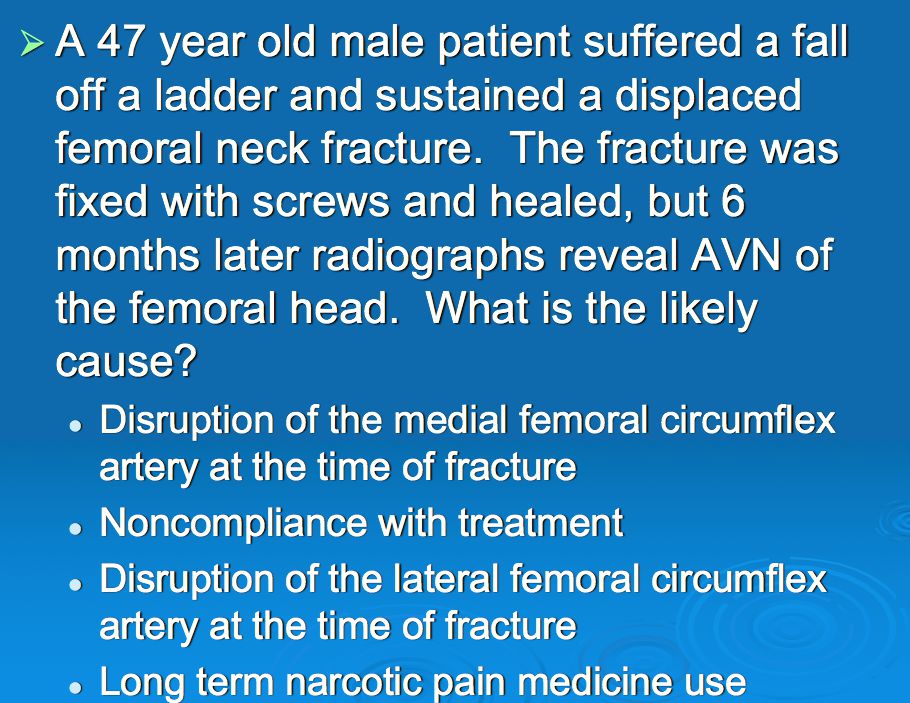 A 47 year old male patient suffered a fall
off a ladder and sustained a displaced
femoral neck fracture.  The fracture was
fixed with screws and healed, but 6
months later radiographs reveal AVN of
the femoral head.  What is the likely
cause?
Disruption of the medial femoral circumflex
artery at the time of fracture
Noncompliance with treatment
Disruption of the lateral femoral circumflex
artery at the time of fracture
Long term narcotic pain medicine use